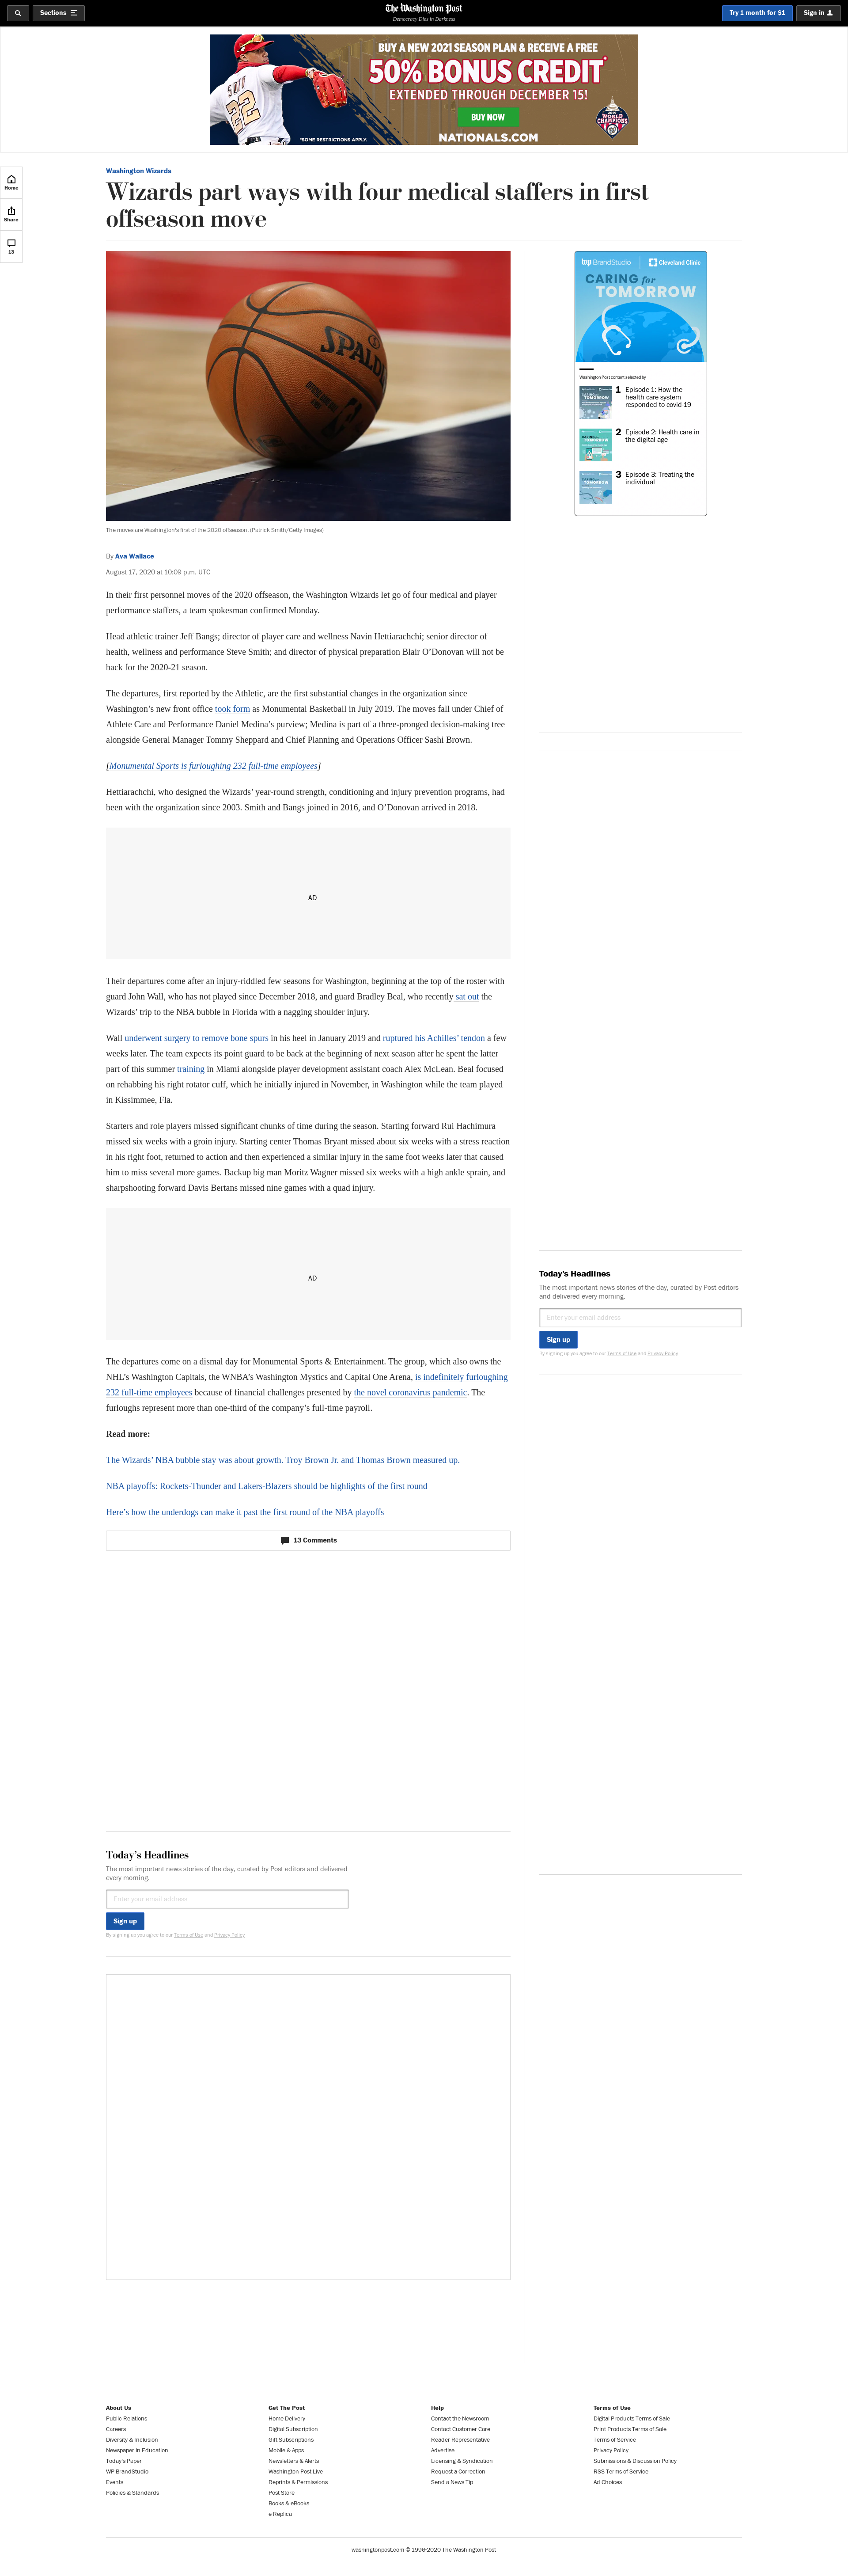 Sections
The Washington Post
Democracy Dies in Darkness
Try 1 month for $1
Sign in
BUY A NEW 2021 SEASON PLAN & RECEIVE A FREE
50% BONUS CREDIT*
EXTENDED THROUGH DECEMBER 15!
BUY NOW
*SOME RESTRICTIONS APPLY.
NATIONALS.COM
WORLD
CHAMPIONS
22
Home
Share
13
Washington Wizards
Wizards part ways with four medical staffers in first
offseason move
SPALDING
The moves are Washington's first of the 2020 offseason. (Patrick Smith/Getty Images)
By Ava Wallace
August 17, 2020 at 10:09 p.m. UTC
In their first personnel moves of the 2020 offseason, the Washington Wizards let go of four medical and player
performance staffers, a team spokesman confirmed Monday.
Head athletic trainer Jeff Bangs; director of player care and wellness Navin Hettiarachchi; senior director of
health, wellness and performance Steve Smith; and director of physical preparation Blair O’Donovan will not be
back for the 2020-21 season.
The departures, first reported by the Athletic, are the first substantial changes in the organization since
Washington’s new front office took form as Monumental Basketball in July 2019. The moves fall under Chief of
Athlete Care and Performance Daniel Medina’s purview; Medina is part of a three-pronged decision-making tree
alongside General Manager Tommy Sheppard and Chief Planning and Operations Officer Sashi Brown.
[Monumental Sports is furloughing 232 full-time employees]
Hettiarachchi, who designed the Wizards’ year-round strength, conditioning and injury prevention programs, had
been with the organization since 2003. Smith and Bangs joined in 2016, and O’Donovan arrived in 2018.
AD
Their departures come after an injury-riddled few seasons for Washington, beginning at the top of the roster with
guard John Wall, who has not played since December 2018, and guard Bradley Beal, who recently sat out the
Wizards’ trip to the NBA bubble in Florida with a nagging shoulder injury.
Wall underwent surgery to remove bone spurs in his heel in January 2019 and ruptured his Achilles’ tendon a few
weeks later. The team expects its point guard to be back at the beginning of next season after he spent the latter
part of this summer training in Miami alongside player development assistant coach Alex McLean. Beal focused
on rehabbing his right rotator cuff, which he initially injured in November, in Washington while the team played
in Kissimmee, Fla.
Starters and role players missed significant chunks of time during the season. Starting forward Rui Hachimura
missed six weeks with a groin injury. Starting center Thomas Bryant missed about six weeks with a stress reaction
in his right foot, returned to action and then experienced a similar injury in the same foot weeks later that caused
him to miss several more games. Backup big man Moritz Wagner missed six weeks with a high ankle sprain, and
sharpshooting forward Davis Bertans missed nine games with a quad injury.
AD
The departures come on a dismal day for Monumental Sports & Entertainment. The group, which also owns the
NHL’s Washington Capitals, the WNBA’s Washington Mystics and Capital One Arena, is indefinitely furloughing
232 full-time employees because of financial challenges presented by the novel coronavirus pandemic. The
furloughs represent more than one-third of the company’s full-time payroll.
Read more:
The Wizards’ NBA bubble stay was about growth. Troy Brown Jr. and Thomas Brown measured up.
NBA playoffs: Rockets-Thunder and Lakers-Blazers should be highlights of the first round
Here’s how the underdogs can make it past the first round of the NBA playoffs
13 Comments
Today’s Headlines
The most important news stories of the day, curated by Post editors and delivered
every morning.
Enter your email address
Sign up
By signing up you agree to our Terms of Use and Privacy Policy
wp BrandStudio
Cleveland Clinic
CARING for
TOMORROW
Washington Post content selected by
1 Episode 1: How the
health care system
responded to covid-19
2 Episode 2: Health care in
the digital age
3 Episode 3: Treating the
individual
Today’s Headlines
The most important news stories of the day, curated by Post editors
and delivered every morning.
Enter your email address
Sign up
By signing up you agree to our Terms of Use and Privacy Policy
About Us
Public Relations
Careers
Diversity & Inclusion
Newspaper in Education
Today's Paper
WP BrandStudio
Events
Policies & Standards
Get The Post
Home Delivery
Digital Subscription
Gift Subscriptions
Mobile & Apps
Newsletters & Alerts
Washington Post Live
Reprints & Permissions
Post Store
Books & eBooks
e-Replica
Help
Contact the Newsroom
Contact Customer Care
Reader Representative
Advertise
Licensing & Syndication
Request a Correction
Send a News Tip
Terms of Use
Digital Products Terms of Sale
Print Products Terms of Sale
Terms of Service
Privacy Policy
Submissions & Discussion Policy
RSS Terms of Service
Ad Choices
washingtonpost.com © 1996-2020 The Washington Post